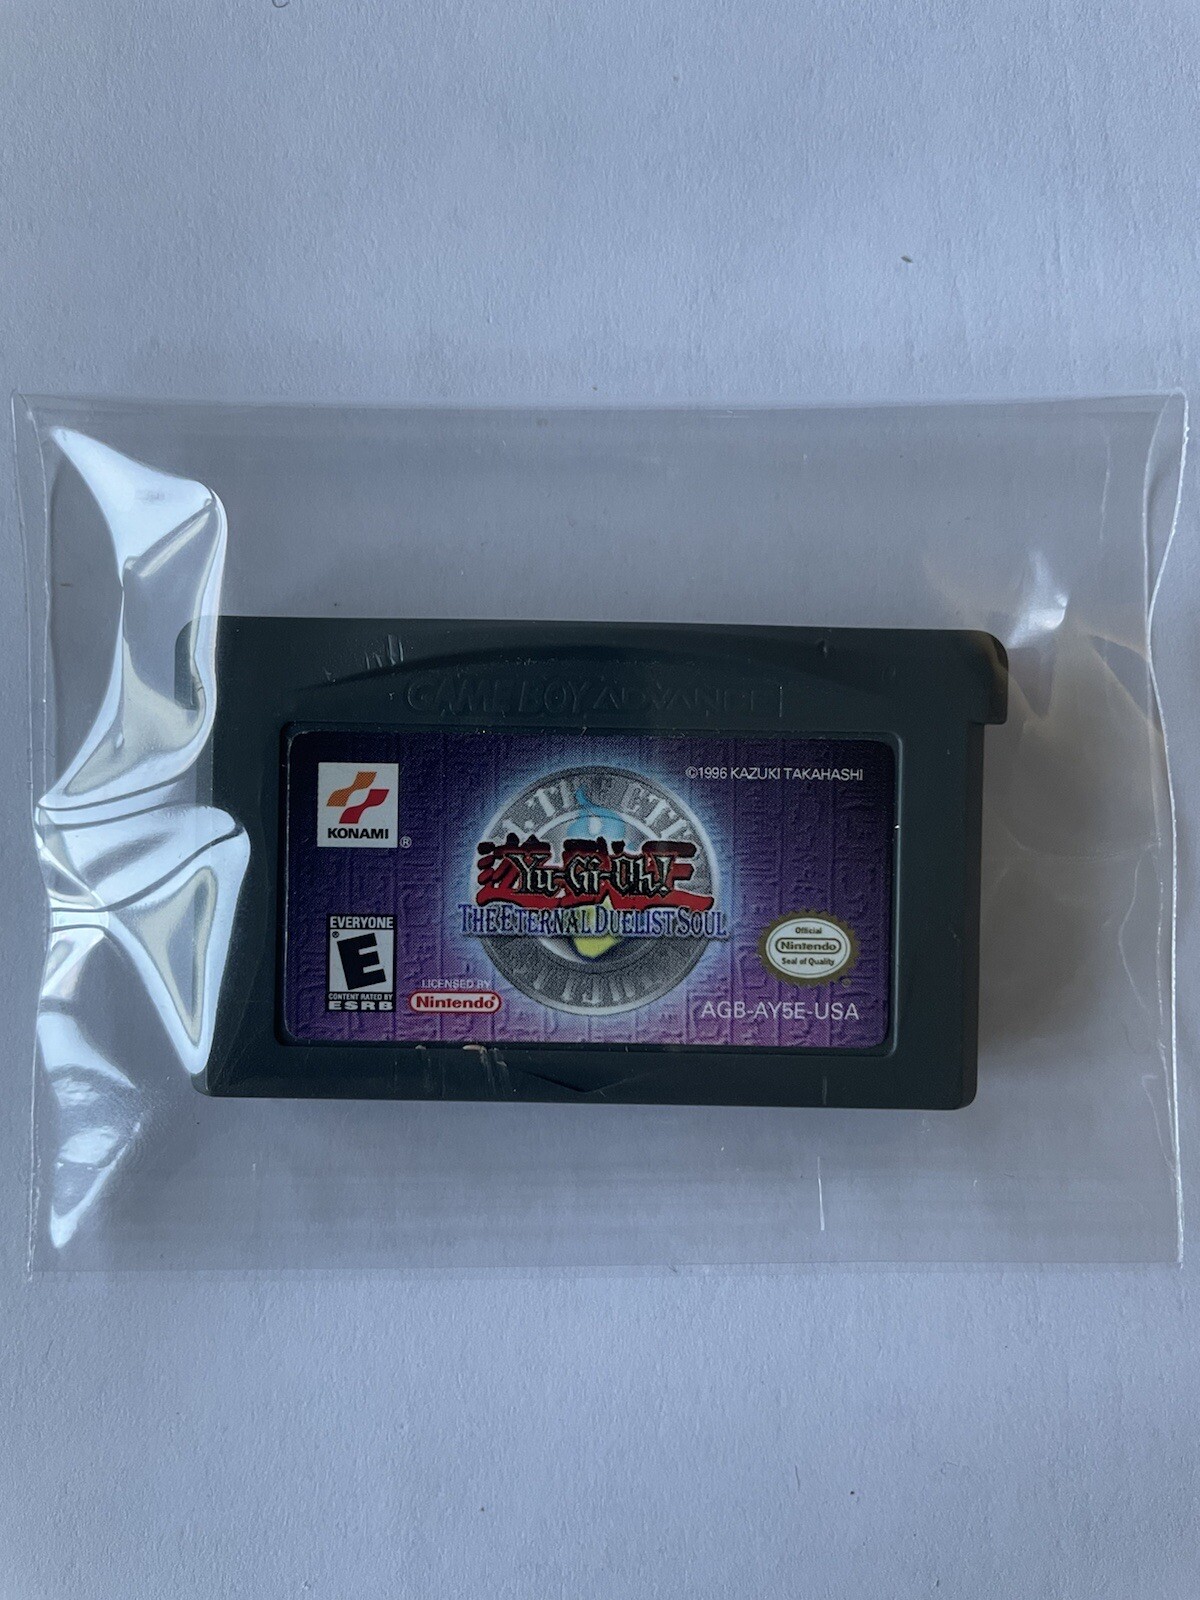 GAME BOY ADVANCE
KONAMI
®
©1996 KAZUKI TAKAHASHI
Yu-Gi-Oh!
THE ETERNAL DUELIST SOUL
EVERYONE
E
CONTENT RATED BY
ESRB
LICENSED BY
Nintendo®
Official
Nintendo
Seal of Quality
AGB-AY5E-USA